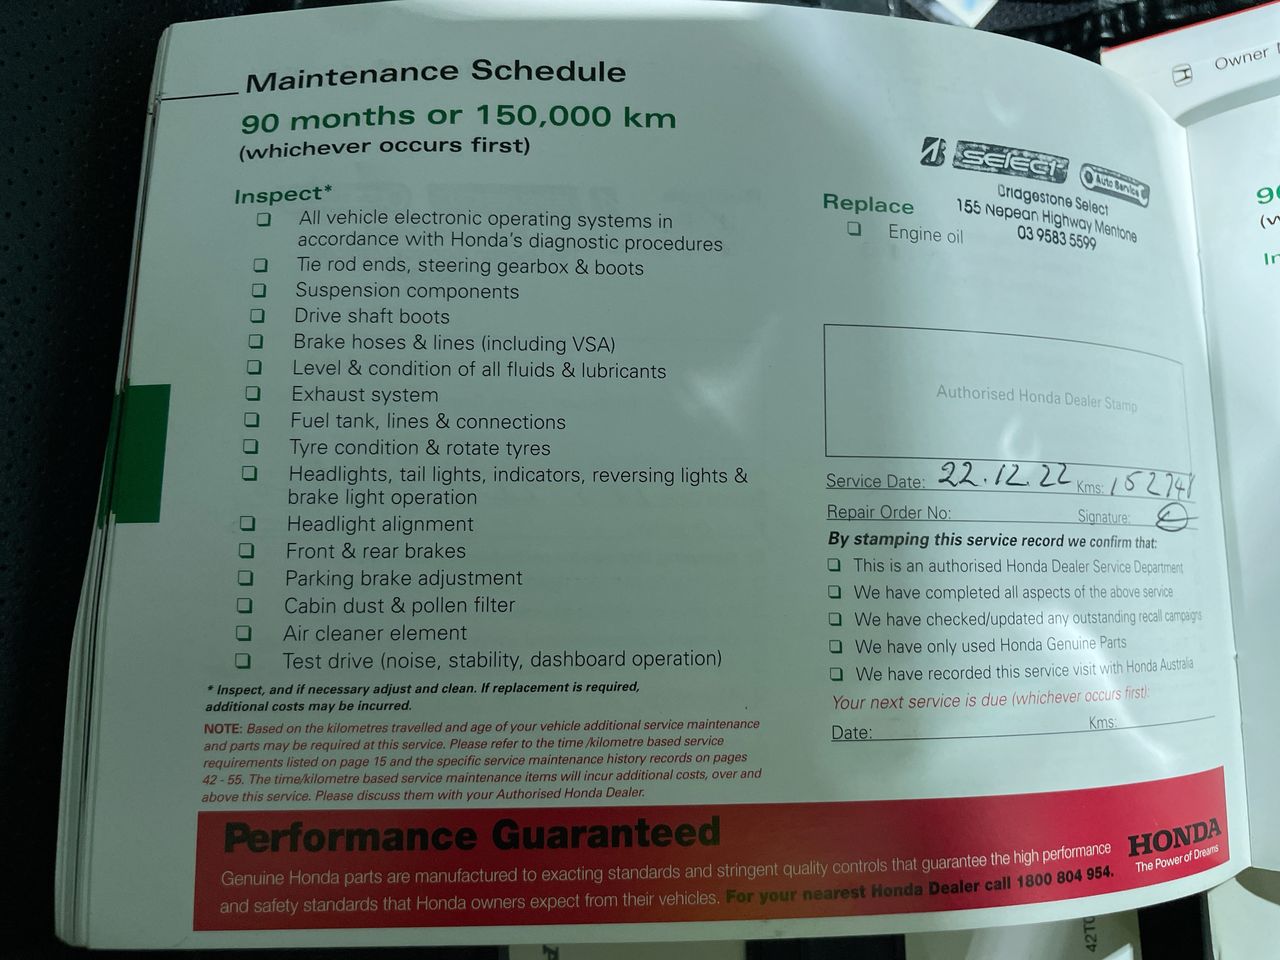 Maintenance Schedule
90 months or 150,000 km
(whichever occurs first)
Inspect*
❏ All vehicle electronic operating systems in
accordance with Honda's diagnostic procedures
❏ Tie rod ends, steering gearbox & boots
❏ Suspension components
❏ Drive shaft boots
❏ Brake hoses & lines (including VSA)
❏ Level & condition of all fluids & lubricants
❏ Exhaust system
❏ Fuel tank, lines & connections
❏ Tyre condition & rotate tyres
❏ Headlights, tail lights, indicators, reversing lights &
brake light operation
❏ Headlight alignment
❏ Front & rear brakes
❏ Parking brake adjustment
❏ Cabin dust & pollen filter
❏ Air cleaner element
❏ Test drive (noise, stability, dashboard operation)
* Inspect, and if necessary adjust and clean. If replacement is required,
additional costs may be incurred.
NOTE: Based on the kilometres travelled and age of your vehicle additional service maintenance
and parts may be required at this service. Please refer to the time /kilometre based service
requirements listed on page 15 and the specific service maintenance history records on pages
42 - 55. The time/kilometre based service maintenance items will incur additional costs, over and
above this service. Please discuss them with your Authorised Honda Dealer.
SELECT Auto Service
Bridgestone Select
155 Nepean Highway Mentone
03 9583 5599
Replace
❏ Engine oil
Authorised Honda Dealer Stamp
Service Date: 22.12.22 Kms: 152741
Repair Order No: Signature:
By stamping this service record we confirm that:
❏ This is an authorised Honda Dealer Service Department
❏ We have completed all aspects of the above service
❏ We have checked/updated any outstanding recall campaigns
❏ We have only used Honda Genuine Parts
❏ We have recorded this service visit with Honda Australia
Your next service is due (whichever occurs first):
Date: Kms:
Performance Guaranteed
Genuine Honda parts are manufactured to exacting standards and stringent quality controls that guarantee the high performance
and safety standards that Honda owners expect from their vehicles. For your nearest Honda Dealer call 1800 804 954.
HONDA
The Power of Dreams
Owner